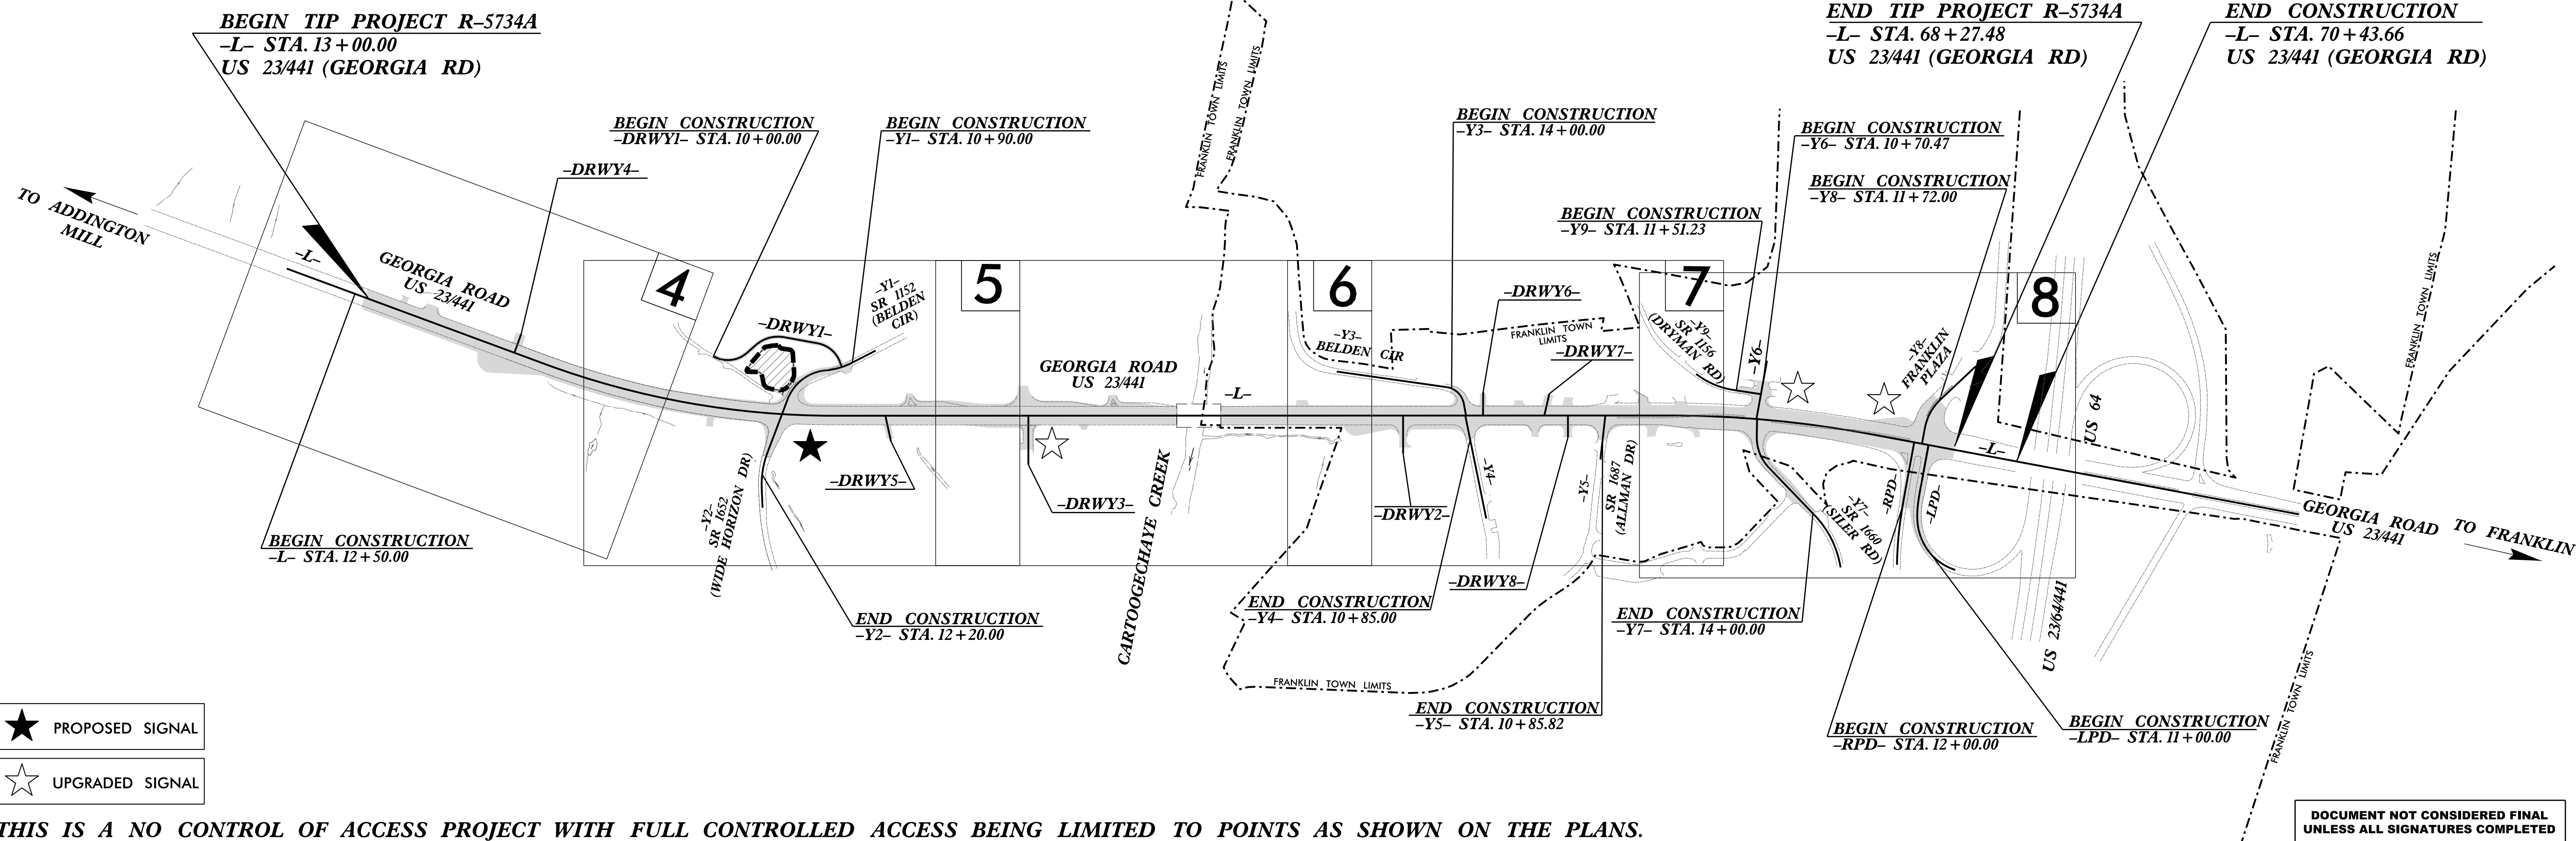 BEGIN TIP PROJECT R–5734A
–L– STA. 13+00.00
US 23/441 (GEORGIA RD)
END TIP PROJECT R–5734A
–L– STA. 68+27.48
US 23/441 (GEORGIA RD)
END CONSTRUCTION
–L– STA. 70+43.66
US 23/441 (GEORGIA RD)
BEGIN CONSTRUCTION
–DRWY1– STA. 10+00.00
BEGIN CONSTRUCTION
–Y1– STA. 10+90.00
–DRWY4–
FRANKLIN TOWN LIMITS
FRANKLIN TOWN LIMITS
BEGIN CONSTRUCTION
–Y3– STA. 14+00.00
BEGIN CONSTRUCTION
–Y6– STA. 10+70.47
BEGIN CONSTRUCTION
–Y8– STA. 11+72.00
BEGIN CONSTRUCTION
–Y9– STA. 11+51.23
TO ADDINGTON
MILL
–L–
GEORGIA ROAD
US 23/441
4
–DRWY1–
–Y1–
SR 1152
(BELDEN
CIR)
5
GEORGIA ROAD
US 23/441
–L–
6
–Y3–
BELDEN CIR
–DRWY6–
FRANKLIN TOWN
LIMITS
–DRWY7–
7
–Y9–
SR 1156
(DRYMAN RD)
–Y6–
–Y8–
FRANKLIN
PLAZA
8
US 64
FRANKLIN TOWN LIMITS
–L–
–Y2–
SR 1652
(WIDE HORIZON DR)
–DRWY5–
–DRWY3–
CARTOOGECHAYE CREEK
–DRWY2–
–Y4–
–Y5–
SR 1687
(ALLMAN DR)
–Y7–
SR 1660
(SILER RD)
–RPD–
–LPD–
GEORGIA ROAD
US 23/441
TO FRANKLIN
BEGIN CONSTRUCTION
–L– STA. 12+50.00
END CONSTRUCTION
–Y2– STA. 12+20.00
–DRWY8–
END CONSTRUCTION
–Y4– STA. 10+85.00
END CONSTRUCTION
–Y7– STA. 14+00.00
US 23/64/441
FRANKLIN TOWN LIMITS
END CONSTRUCTION
–Y5– STA. 10+85.82
BEGIN CONSTRUCTION
–RPD– STA. 12+00.00
BEGIN CONSTRUCTION
–LPD– STA. 11+00.00
FRANKLIN TOWN LIMITS
PROPOSED SIGNAL
UPGRADED SIGNAL
THIS IS A NO CONTROL OF ACCESS PROJECT WITH FULL CONTROLLED ACCESS BEING LIMITED TO POINTS AS SHOWN ON THE PLANS.
DOCUMENT NOT CONSIDERED FINAL
UNLESS ALL SIGNATURES COMPLETED